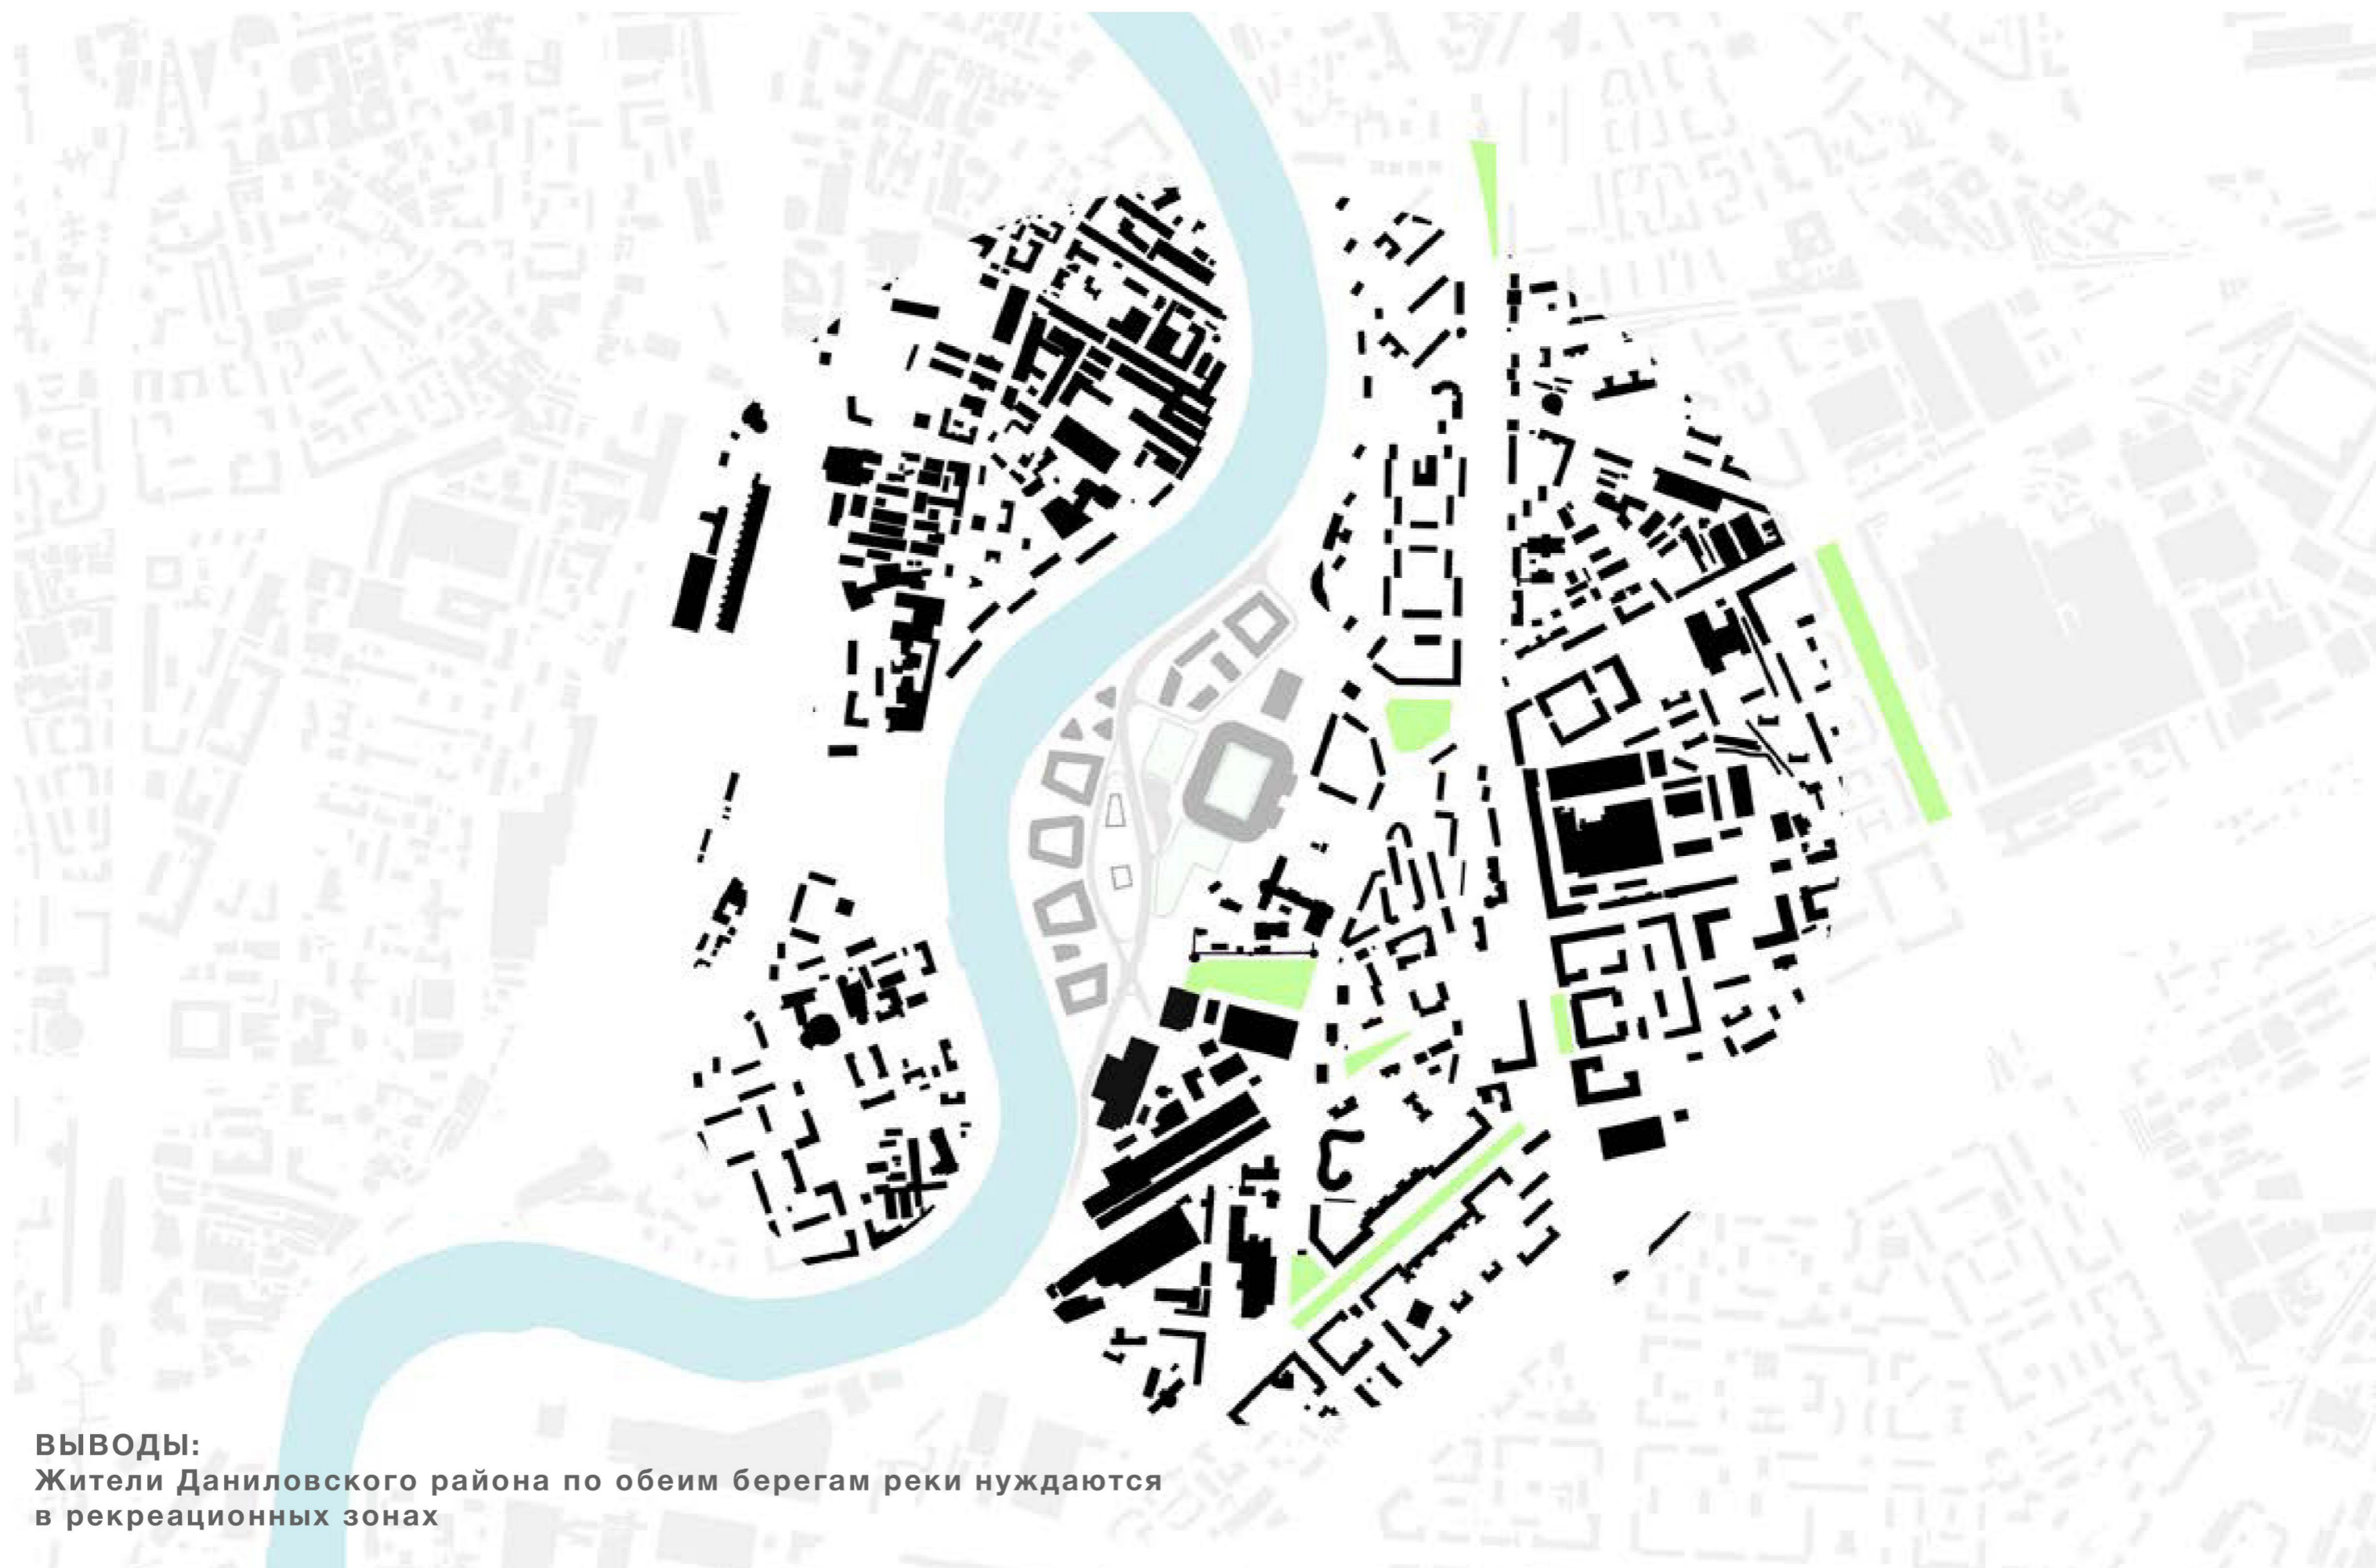 ВЫВОДЫ:
Жители Даниловского района по обеим берегам реки нуждаются
в рекреационных зонах